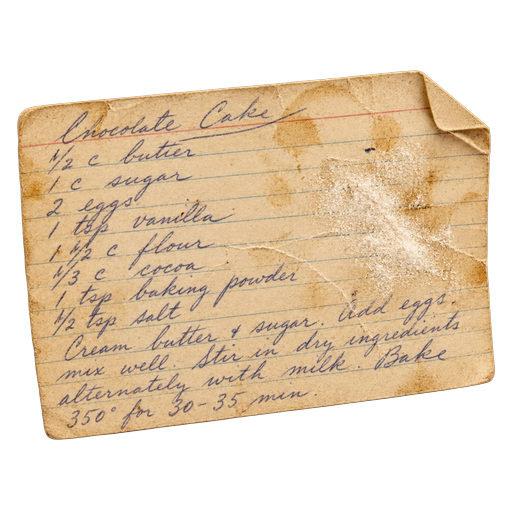 Chocolate Cake
1/2 c butter
1 c sugar
2 eggs
1 tsp vanilla
1 1/2 c flour
1/3 c cocoa
1 tsp baking powder
1/2 tsp salt
Cream butter & sugar. Add eggs.
mix well. Stir in dry ingredients
alternately with milk. Bake
350° for 30-35 min.